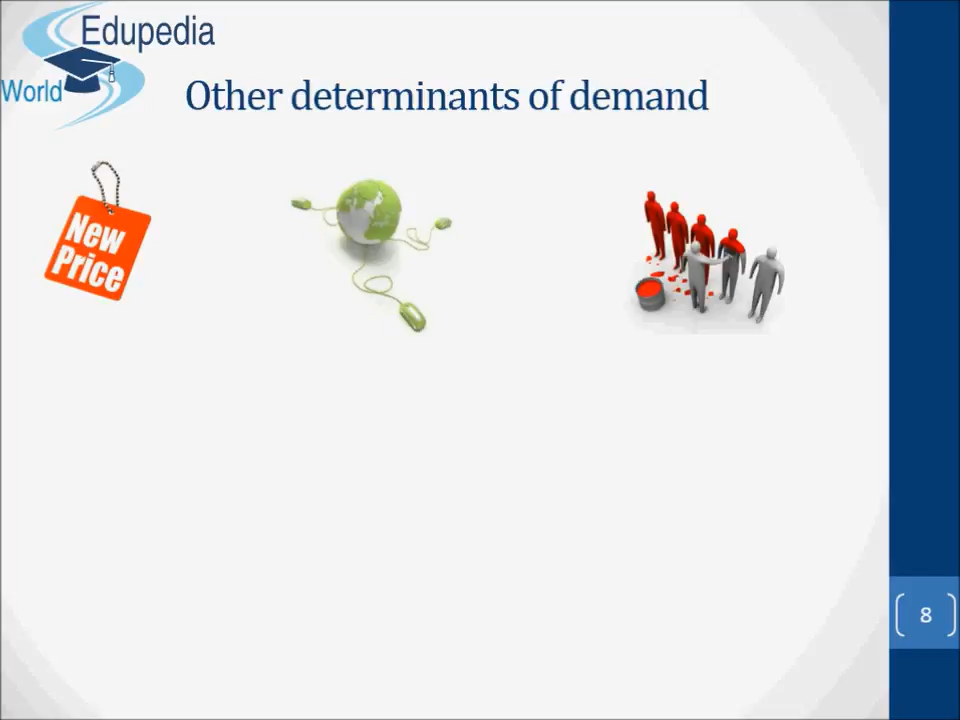 Edupedia
World
Other determinants of demand
New
Price
8